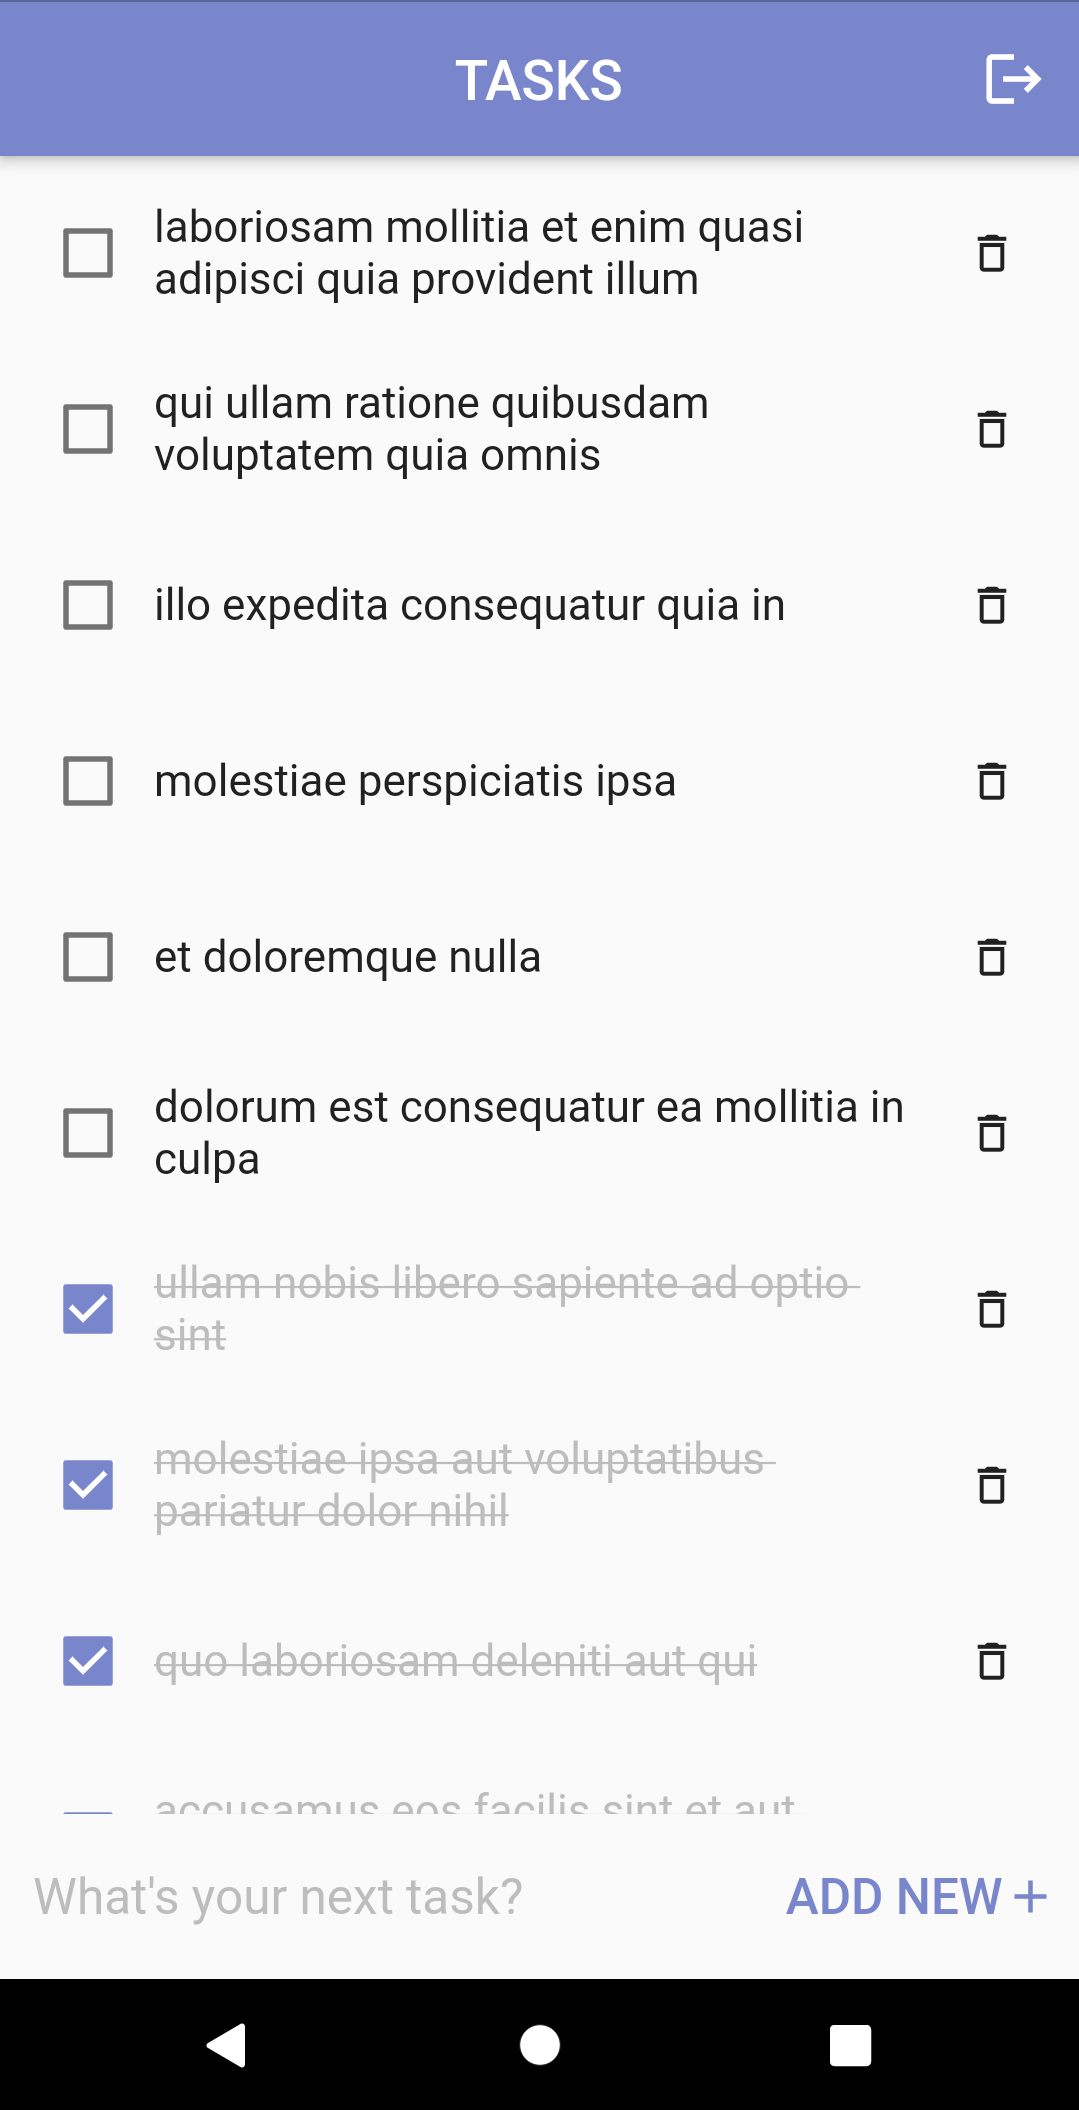 TASKS
laboriosam mollitia et enim quasi
adipisci quia provident illum
qui ullam ratione quibusdam
voluptatem quia omnis
illo expedita consequatur quia in
molestiae perspiciatis ipsa
et doloremque nulla
dolorum est consequatur ea mollitia in
culpa
ullam nobis libero sapiente ad optio
sint
molestiae ipsa aut voluptatibus
pariatur dolor nihil
quo laboriosam deleniti aut qui
accusamus eos facilis sint et aut
What's your next task?
ADD NEW+